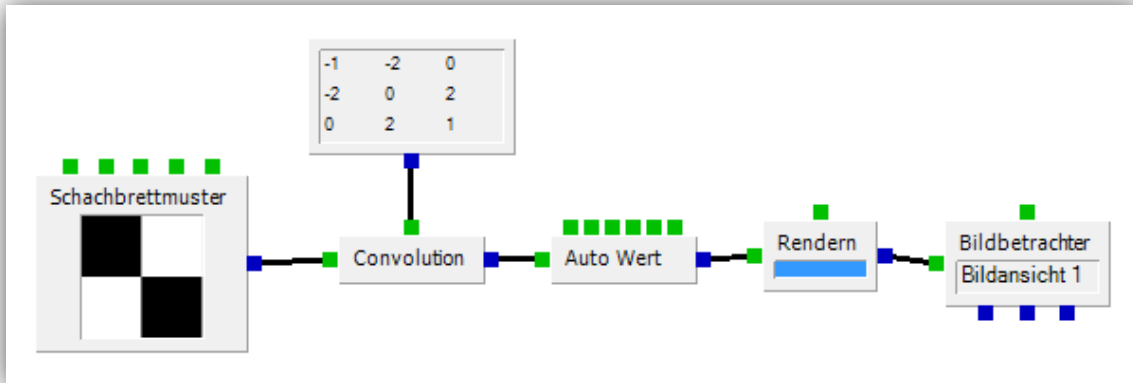 -1 -2 0
-2 0 2
0 2 1
Schachbrettmuster
Convolution
Auto Wert
Rendern
Bildbetrachter
Bildansicht 1